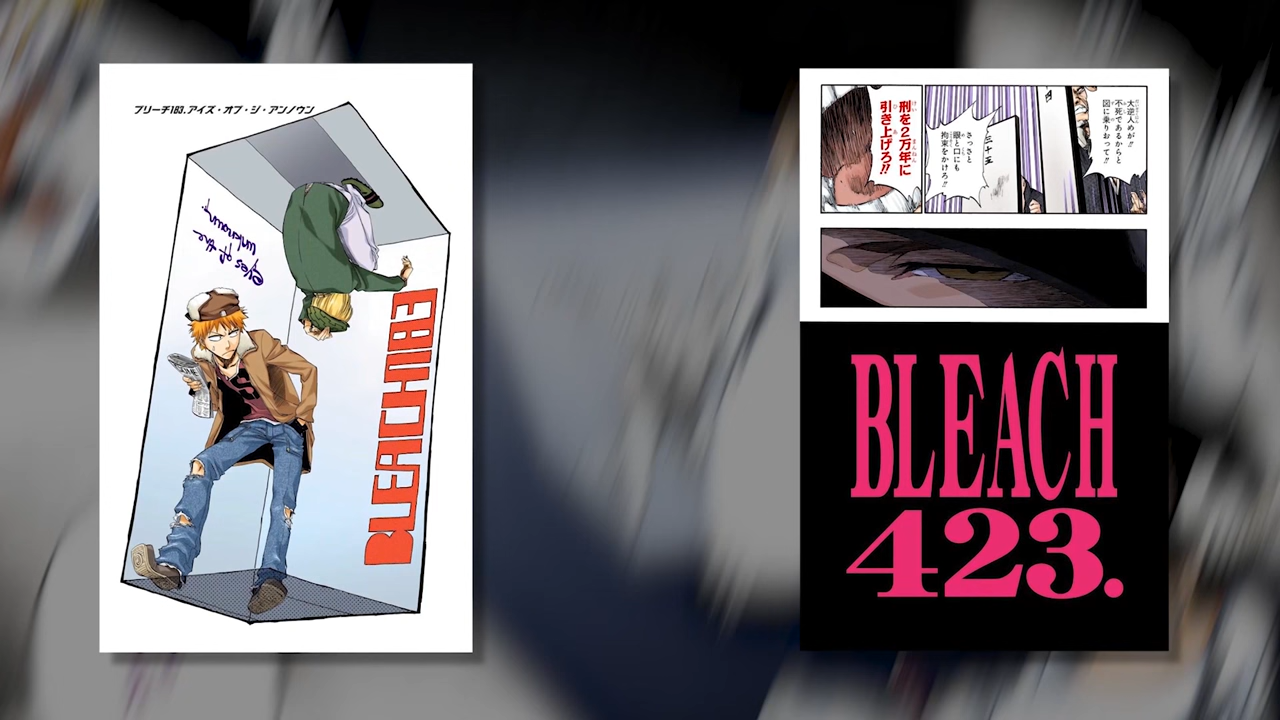 ブリーチ183.アイズ・オブ・ジ・アンノウン
eyes of the
unknown.
BLEACH183
大逆人めが!!
不死であるからと
図に乗りおって!!
三十五
さっさと
眼と口にも
拘束をかけろ!!
刑を2万年に
引き上げろ!!
BLEACH
423.